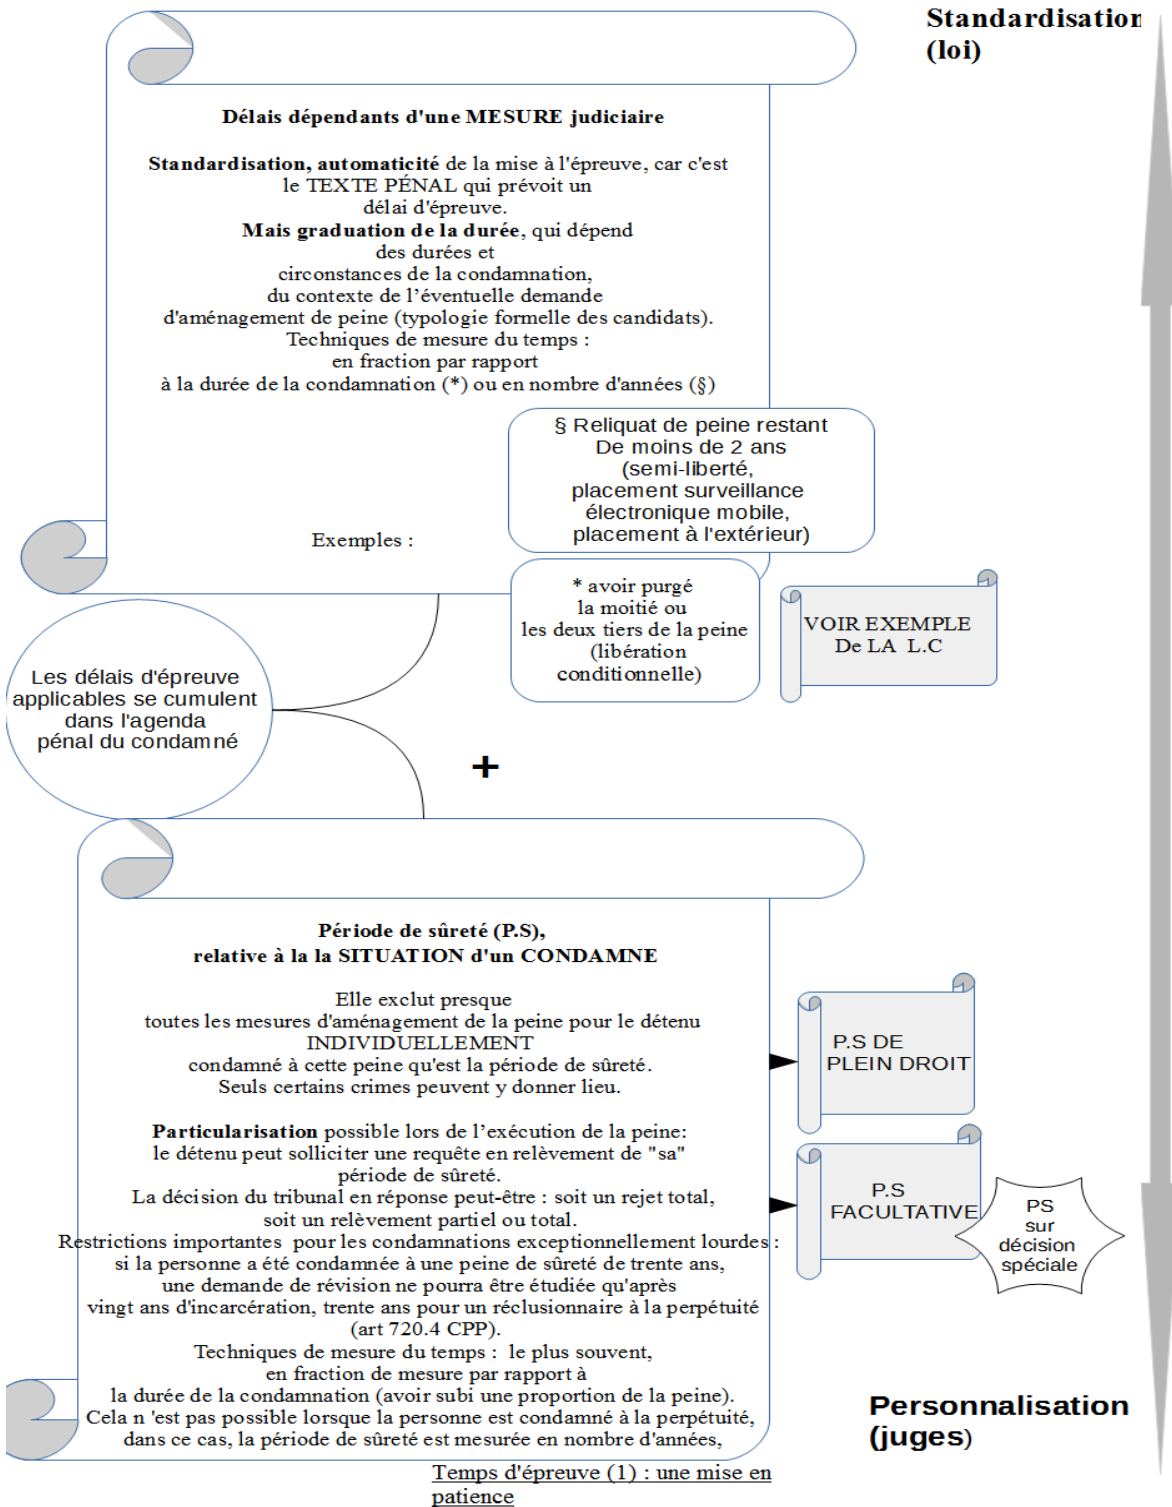 Standardisation
(loi)
Délais dépendants d'une MESURE judiciaire
Standardisation, automaticité de la mise à l'épreuve, car c'est
le TEXTE PÉNAL qui prévoit un
délai d'épreuve.
Mais graduation de la durée, qui dépend
des durées et
circonstances de la condamnation,
du contexte de l'éventuelle demande
d'aménagement de peine (typologie formelle des candidats).
Techniques de mesure du temps :
en fraction par rapport
à la durée de la condamnation (*) ou en nombre d'années (§)
§ Reliquat de peine restant
De moins de 2 ans
(semi-liberté,
placement surveillance
électronique mobile,
placement à l'extérieur)
Exemples :
* avoir purgé
la moitié ou
les deux tiers de la peine
(libération
conditionnelle)
VOIR EXEMPLE
De LA L.C
Les délais d'épreuve
applicables se cumulent
dans l'agenda
pénal du condamné
+
Période de sûreté (P.S),
relative à la la SITUATION d'un CONDAMNE
Elle exclut presque
toutes les mesures d'aménagement de la peine pour le détenu
INDIVIDUELLEMENT
condamné à cette peine qu'est la période de sûreté.
Seuls certains crimes peuvent y donner lieu.
Particularisation possible lors de l'exécution de la peine:
le détenu peut solliciter une requête en relèvement de "sa"
période de sûreté.
La décision du tribunal en réponse peut-être : soit un rejet total,
soit un relèvement partiel ou total.
Restrictions importantes pour les condamnations exceptionnellement lourdes :
si la personne a été condamnée à une peine de sûreté de trente ans,
une demande de révision ne pourra être étudiée qu'après
vingt ans d'incarcération, trente ans pour un réclusionnaire à la perpétuité
(art 720.4 CPP).
Techniques de mesure du temps : le plus souvent,
en fraction de mesure par rapport à
la durée de la condamnation (avoir subi une proportion de la peine).
Cela n 'est pas possible lorsque la personne est condamné à la perpétuité,
dans ce cas, la période de sûreté est mesurée en nombre d'années,
P.S DE
PLEIN DROIT
P.S
FACULTATIVE
PS
sur
décision
spéciale
Personnalisation
(juges)
Temps d'épreuve (1) : une mise en
patience